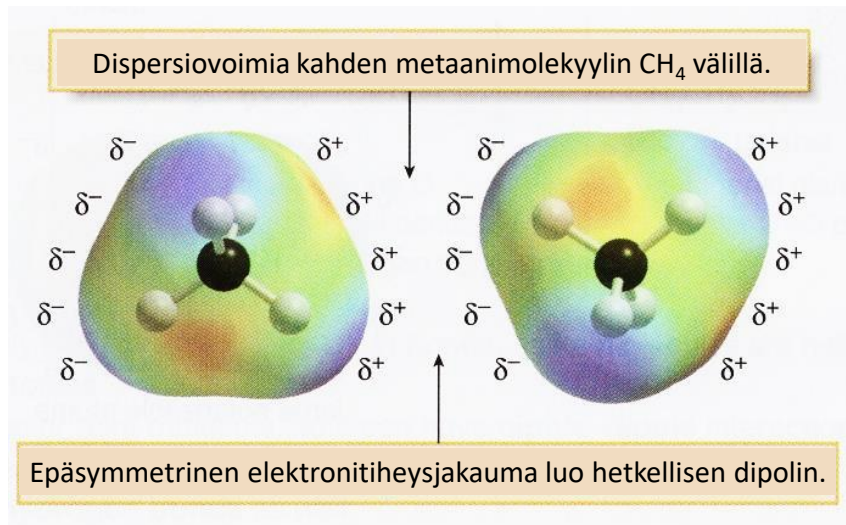 Dispersiovoimia kahden metaanimolekyylin CH₄ välillä.
δ⁻ δ⁺ δ⁻ δ⁺
δ⁻ δ⁺ δ⁻ δ⁺
δ⁻ δ⁺ δ⁻ δ⁺
δ⁻ δ⁺ δ⁻ δ⁺
δ⁻ δ⁺ δ⁻ δ⁺
Epäsymmetrinen elektronitiheysjakauma luo hetkellisen dipolin.